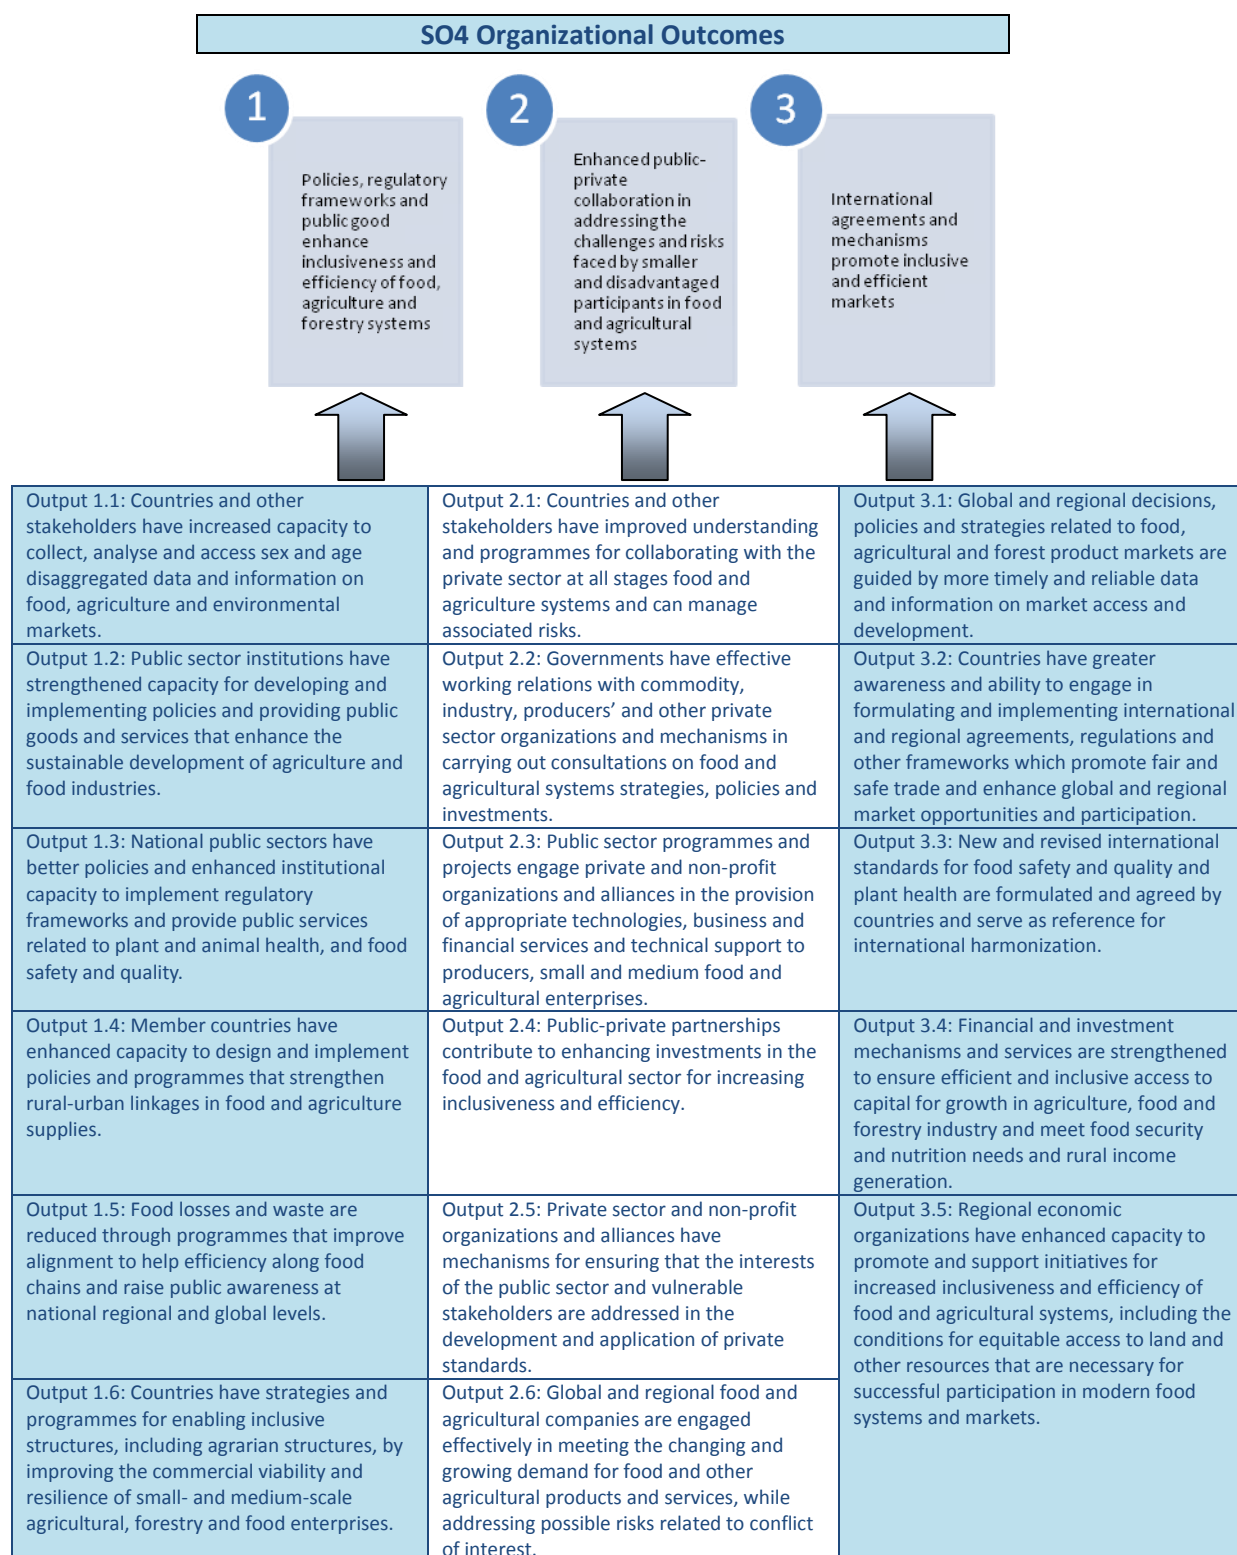 SO4 Organizational Outcomes
1
Policies, regulatory
frameworks and
public good
enhance
inclusiveness and
efficiency of food,
agriculture and
forestry systems
2
Enhanced public-
private
collaboration in
addressing the
challenges and risks
faced by smaller
and disadvantaged
participants in food
and agricultural
systems
3
International
agreements and
mechanisms
promote inclusive
and efficient
markets
Output 1.1: Countries and other
stakeholders have increased capacity to
collect, analyse and access sex and age
disaggregated data and information on
food, agriculture and environmental
markets.
Output 2.1: Countries and other
stakeholders have improved understanding
and programmes for collaborating with the
private sector at all stages food and
agriculture systems and can manage
associated risks.
Output 3.1: Global and regional decisions,
policies and strategies related to food,
agricultural and forest product markets are
guided by more timely and reliable data
and information on market access and
development.
Output 1.2: Public sector institutions have
strengthened capacity for developing and
implementing policies and providing public
goods and services that enhance the
sustainable development of agriculture and
food industries.
Output 2.2: Governments have effective
working relations with commodity,
industry, producers’ and other private
sector organizations and mechanisms in
carrying out consultations on food and
agricultural systems strategies, policies and
investments.
Output 3.2: Countries have greater
awareness and ability to engage in
formulating and implementing international
and regional agreements, regulations and
other frameworks which promote fair and
safe trade and enhance global and regional
market opportunities and participation.
Output 1.3: National public sectors have
better policies and enhanced institutional
capacity to implement regulatory
frameworks and provide public services
related to plant and animal health, and food
safety and quality.
Output 2.3: Public sector programmes and
projects engage private and non-profit
organizations and alliances in the provision
of appropriate technologies, business and
financial services and technical support to
producers, small and medium food and
agricultural enterprises.
Output 3.3: New and revised international
standards for food safety and quality and
plant health are formulated and agreed by
countries and serve as reference for
international harmonization.
Output 1.4: Member countries have
enhanced capacity to design and implement
policies and programmes that strengthen
rural-urban linkages in food and agriculture
supplies.
Output 2.4: Public-private partnerships
contribute to enhancing investments in the
food and agricultural sector for increasing
inclusiveness and efficiency.
Output 3.4: Financial and investment
mechanisms and services are strengthened
to ensure efficient and inclusive access to
capital for growth in agriculture, food and
forestry industry and meet food security
and nutrition needs and rural income
generation.
Output 1.5: Food losses and waste are
reduced through programmes that improve
alignment to help efficiency along food
chains and raise public awareness at
national regional and global levels.
Output 2.5: Private sector and non-profit
organizations and alliances have
mechanisms for ensuring that the interests
of the public sector and vulnerable
stakeholders are addressed in the
development and application of private
standards.
Output 3.5: Regional economic
organizations have enhanced capacity to
promote and support initiatives for
increased inclusiveness and efficiency of
food and agricultural systems, including the
conditions for equitable access to land and
other resources that are necessary for
successful participation in modern food
systems and markets.
Output 1.6: Countries have strategies and
programmes for enabling inclusive
structures, including agrarian structures, by
improving the commercial viability and
resilience of small- and medium-scale
agricultural, forestry and food enterprises.
Output 2.6: Global and regional food and
agricultural companies are engaged
effectively in meeting the changing and
growing demand for food and other
agricultural products and services, while
addressing possible risks related to conflict
of interest.